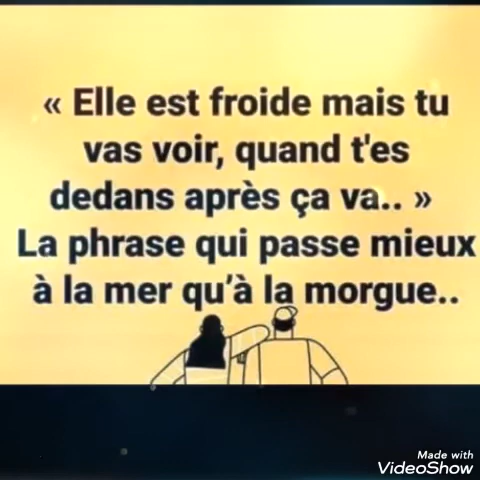 « Elle est froide mais tu
vas voir, quand t'es
dedans après ça va.. »
La phrase qui passe mieux
à la mer qu’à la morgue..
Made with
VideoShow